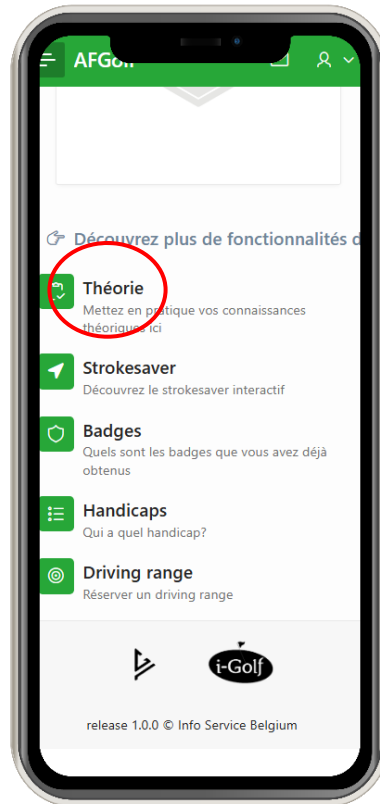 AFGolf
Découvrez plus de fonctionnalités d
Théorie
Mettez en pratique vos connaissances
théoriques ici
Strokesaver
Découvrez le strokesaver interactif
Badges
Quels sont les badges que vous avez déjà
obtenus
Handicaps
Qui a quel handicap?
Driving range
Réserver un driving range
i-Golf
release 1.0.0 © Info Service Belgium